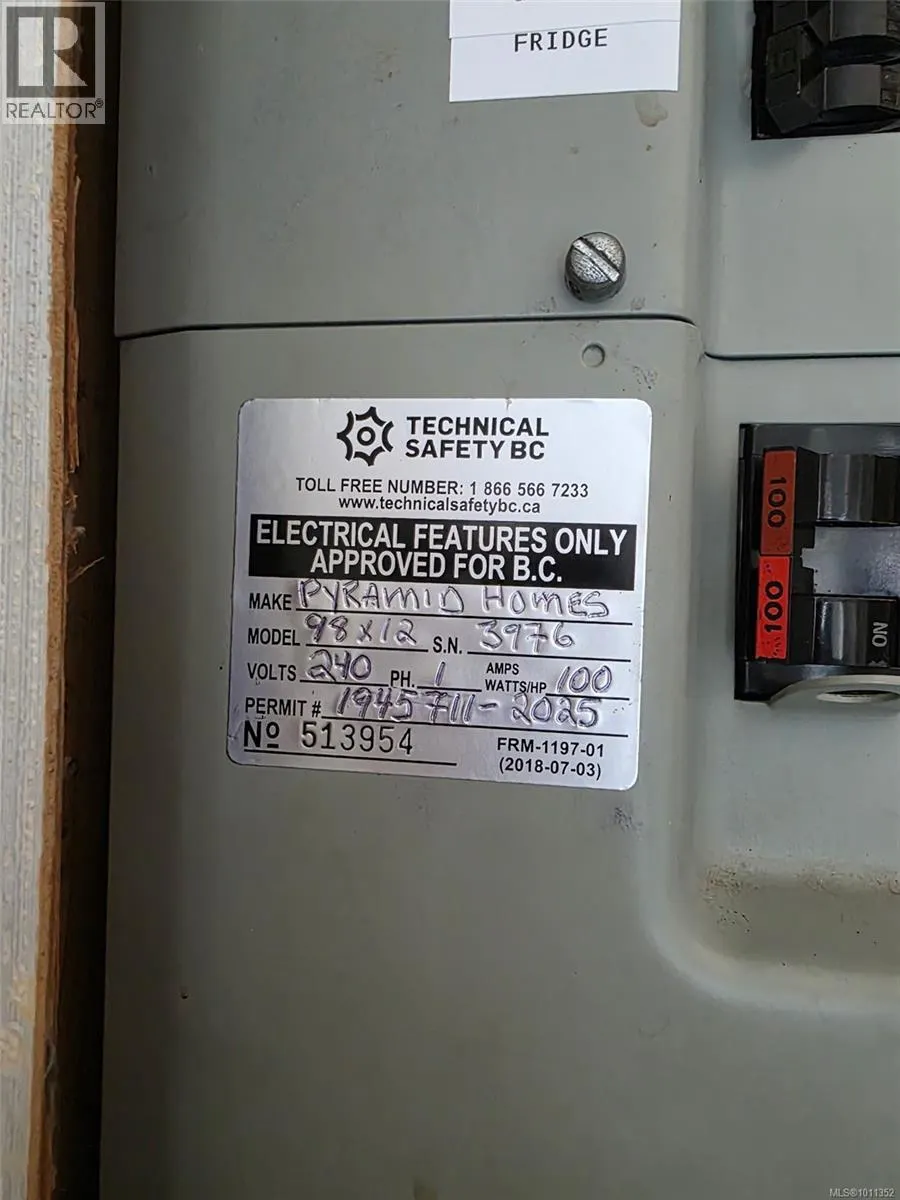 REALTOR®
FRIDGE
TECHNICAL
SAFETY BC
TOLL FREE NUMBER: 1 866 566 7233
www.technicalsafetybc.ca
ELECTRICAL FEATURES ONLY
APPROVED FOR B.C.
MAKE PYRAMID HOMES
MODEL 98 x 12 S.N. 3976
VOLTS 240 PH. 1 AMPS WATTS/HP 100
PERMIT # 1945711-2025
Nº 513954
FRM-1197-01
(2018-07-03)
100
100
ON
MLS®1011352